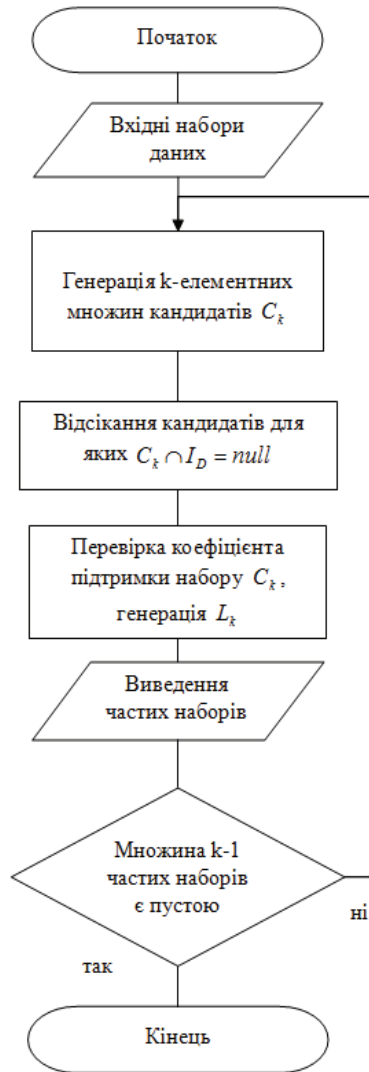 Початок
Вхідні набори
даних
Генерація k-елементних
множин кандидатів C_k
Відсікання кандидатів для
яких C_k ∩ I_D = null
Перевірка коефіцієнта
підтримки набору C_k ,
генерація L_k
Виведення
частих наборів
Множина k-1
частих наборів
є пустою
ні
так
Кінець